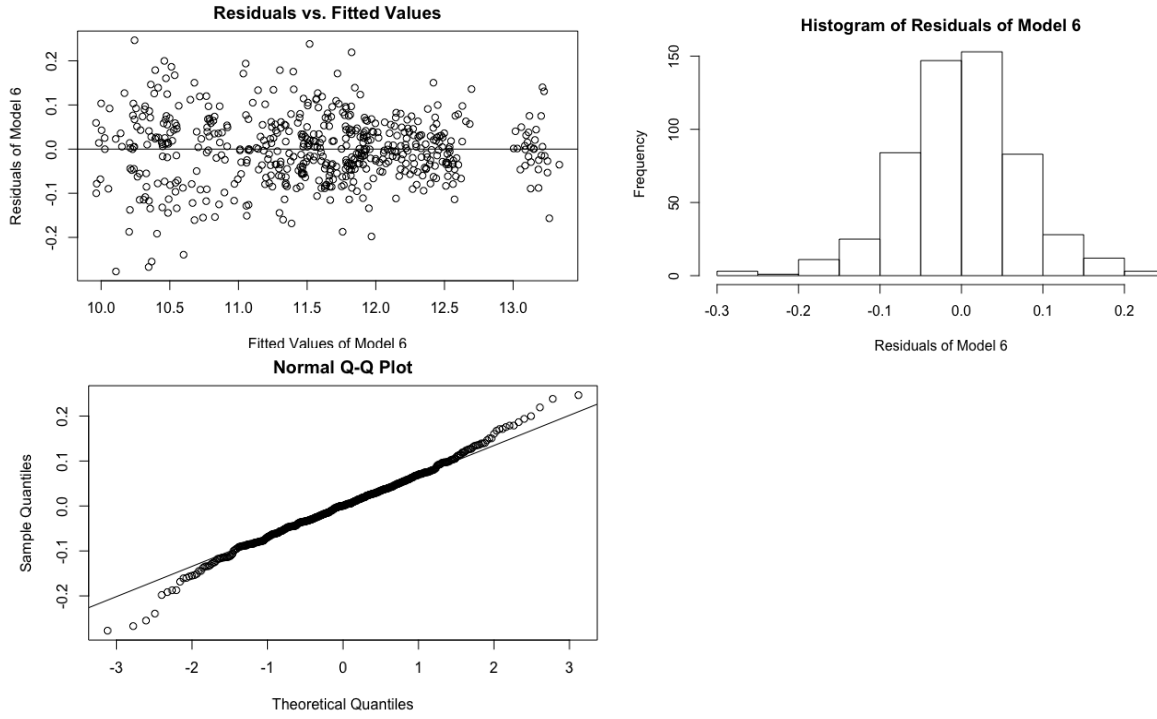 Residuals vs. Fitted Values
Residuals of Model 6
0.2
0.1
0.0
-0.1
-0.2
10.0 10.5 11.0 11.5 12.0 12.5 13.0
Fitted Values of Model 6
Histogram of Residuals of Model 6
Frequency
150
100
50
0
-0.3 -0.2 -0.1 0.0 0.1 0.2
Residuals of Model 6
Normal Q-Q Plot
Sample Quantiles
0.2
0.1
0.0
-0.1
-0.2
-3 -2 -1 0 1 2 3
Theoretical Quantiles